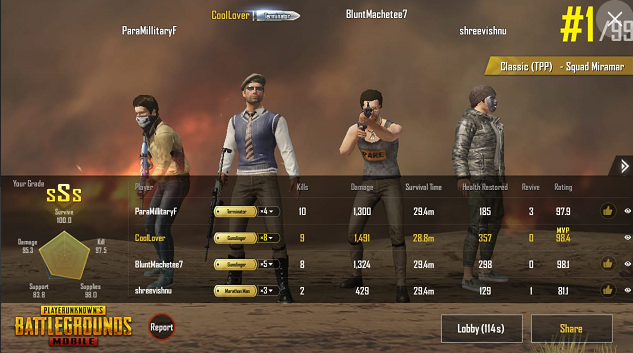 #1/99
CoolLover
Terminator
BluntMachete7
ParaMillitaryF
shreevishnu
Classic (TPP) - Squad Miramar
Your Grade
SSS
Survive
100.0
Damage
95.3
Kill
97.5
Support
83.8
Supplies
98.0
Player Kills Damage Survival Time Health Restored Revive Rating
ParaMillitaryF Terminator ×4 10 1,300 29.4m 185 3 97.9
CoolLover Gunslinger ×8 9 1,491 28.8m 357 0 MVP 98.4
BluntMachete7 Gunslinger ×5 8 1,324 29.4m 298 0 98.1
shreevishnu Marathon Man ×3 2 429 29.4m 129 1 81.1
PLAYERUNKNOWN'S
BATTLEGROUNDS
MOBILE
Report
Lobby (114s)
Share